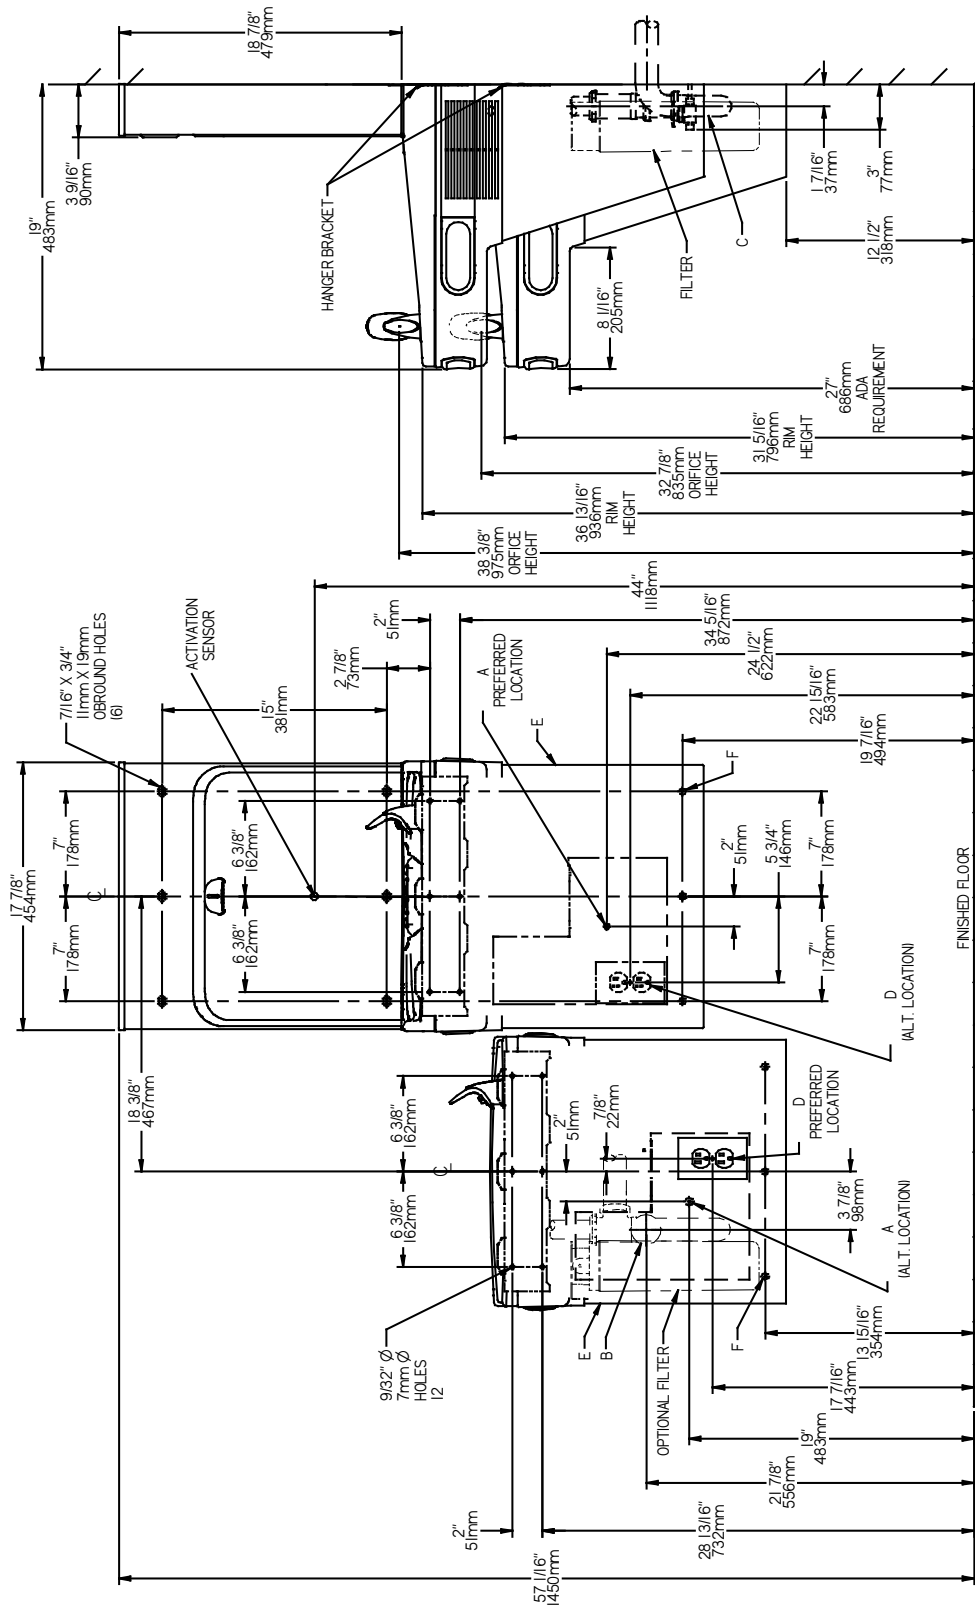 18 7/8"
479mm
3 9/16"
90mm
19"
483mm
HANGER BRACKET
1 7/16"
37mm
3"
77mm
C
12 1/2"
318mm
FILTER
8 1/16"
205mm
27"
686mm
ADA
REQUIREMENT
31 5/16"
796mm
RIM
HEIGHT
32 7/8"
835mm
ORIFICE
HEIGHT
36 13/16"
936mm
RIM
HEIGHT
38 3/8"
975mm
ORFICE
HEIGHT
7/16" X 3/4"
11mm X 19mm
OBROUND HOLES
(6)
ACTIVATION
SENSOR
15"
381mm
2 7/8"
73mm
2"
51mm
44"
1118mm
A
PREFERRED
LOCATION
34 5/16"
872mm
24 1/2"
622mm
22 15/16"
583mm
19 7/16"
494mm
E
F
17 7/8"
454mm
7"
178mm
7"
178mm
6 3/8"
162mm
6 3/8"
162mm
2"
51mm
5 3/4"
146mm
7"
178mm
7"
178mm
FINISHED FLOOR
D
(ALT. LOCATION)
18 3/8"
467mm
6 3/8"
162mm
6 3/8"
162mm
2"
51mm
7/8"
22mm
D
PREFERRED
LOCATION
3 7/8"
98mm
A
(ALT. LOCATION)
9/32" Ø
7mm Ø
HOLES
12
E
B
OPTIONAL FILTER
F
13 15/16"
354mm
17 7/16"
443mm
19"
483mm
21 7/8"
556mm
2"
51mm
28 13/16"
732mm
57 1/16"
1450mm